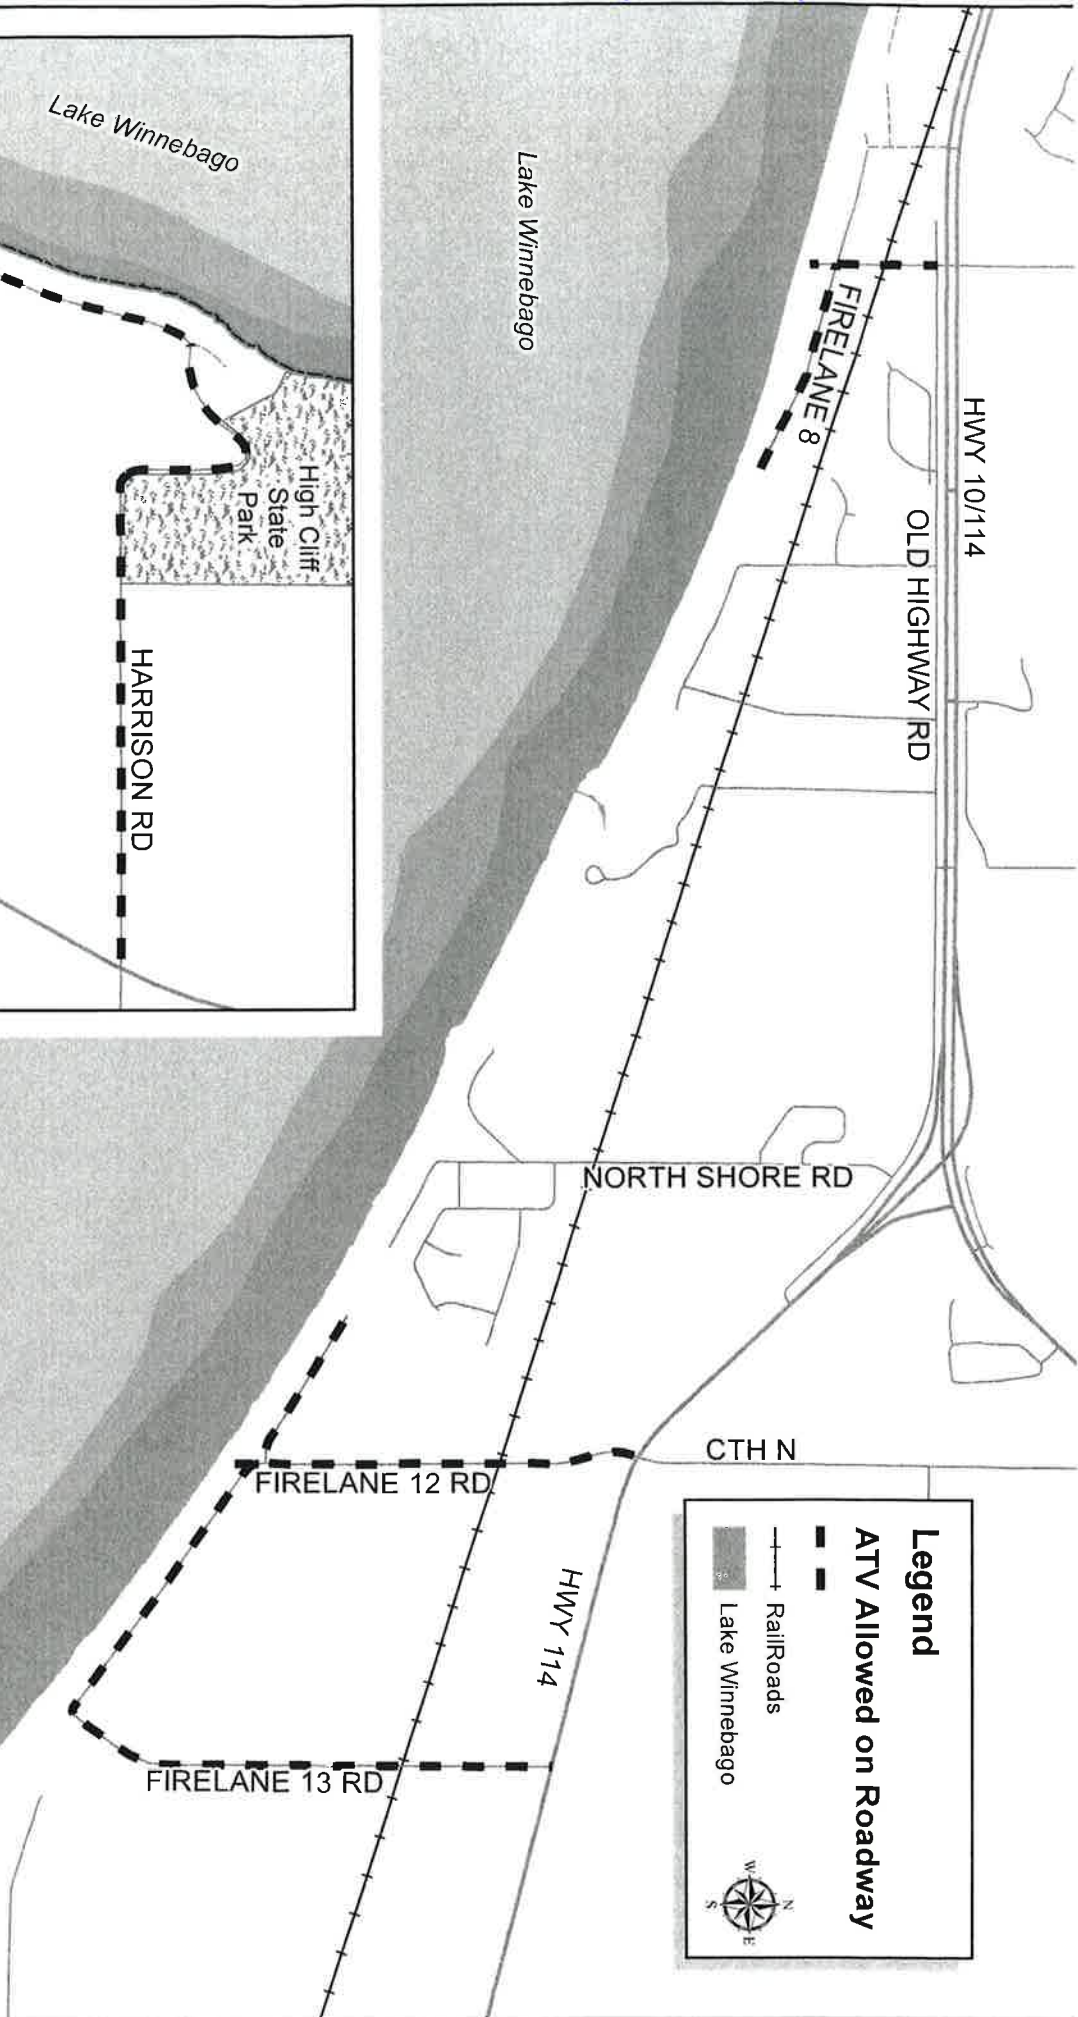 Lake Winnebago
Lake Winnebago
High Cliff
State
Park
HARRISON RD
FIRELANE 8
HWY 10/114
OLD HIGHWAY RD
NORTH SHORE RD
CTH N
FIRELANE 12 RD
HWY 114
FIRELANE 13 RD
Legend
ATV Allowed on Roadway
RailRoads
Lake Winnebago
N
W
E
S